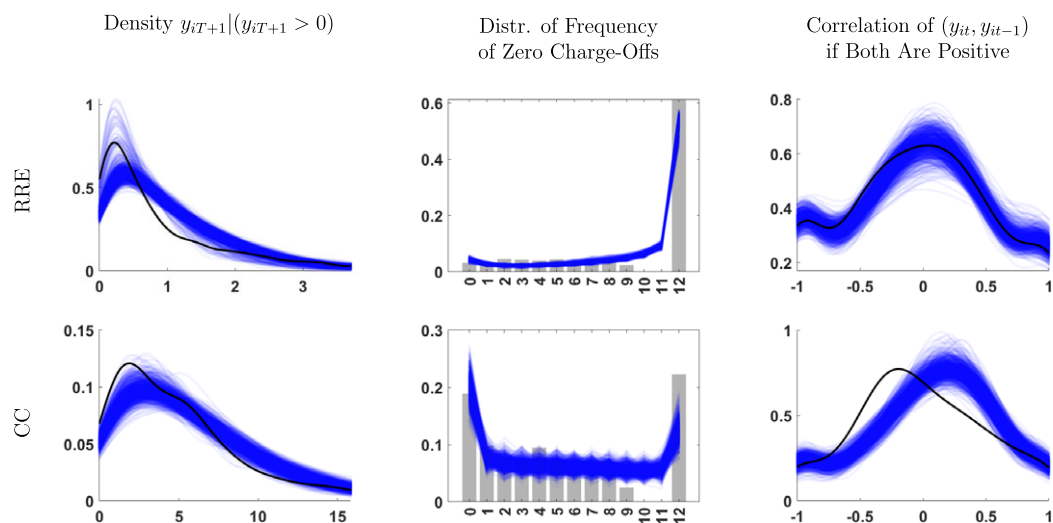 Density y_{iT+1}|(y_{iT+1} > 0)
Distr. of Frequency
of Zero Charge-Offs
Correlation of (y_{it}, y_{it-1})
if Both Are Positive
RRE
1
0.5
0
0 1 2 3
0.6
0.4
0.2
0
0 1 2 3 4 5 6 7 8 9 10 11 12
0.8
0.6
0.4
0.2
-1 -0.5 0 0.5 1
CC
0.15
0.1
0.05
0
0 5 10 15
0.3
0.2
0.1
0
0 1 2 3 4 5 6 7 8 9 10 11 12
1
0.5
0
-1 -0.5 0 0.5 1